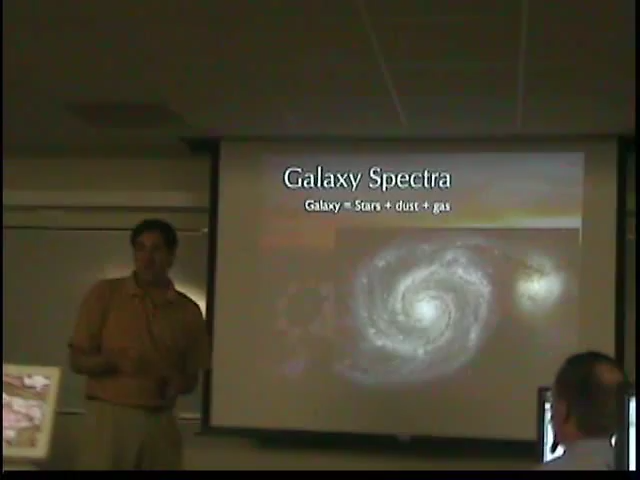 Galaxy Spectra
Galaxy = Stars + dust + gas